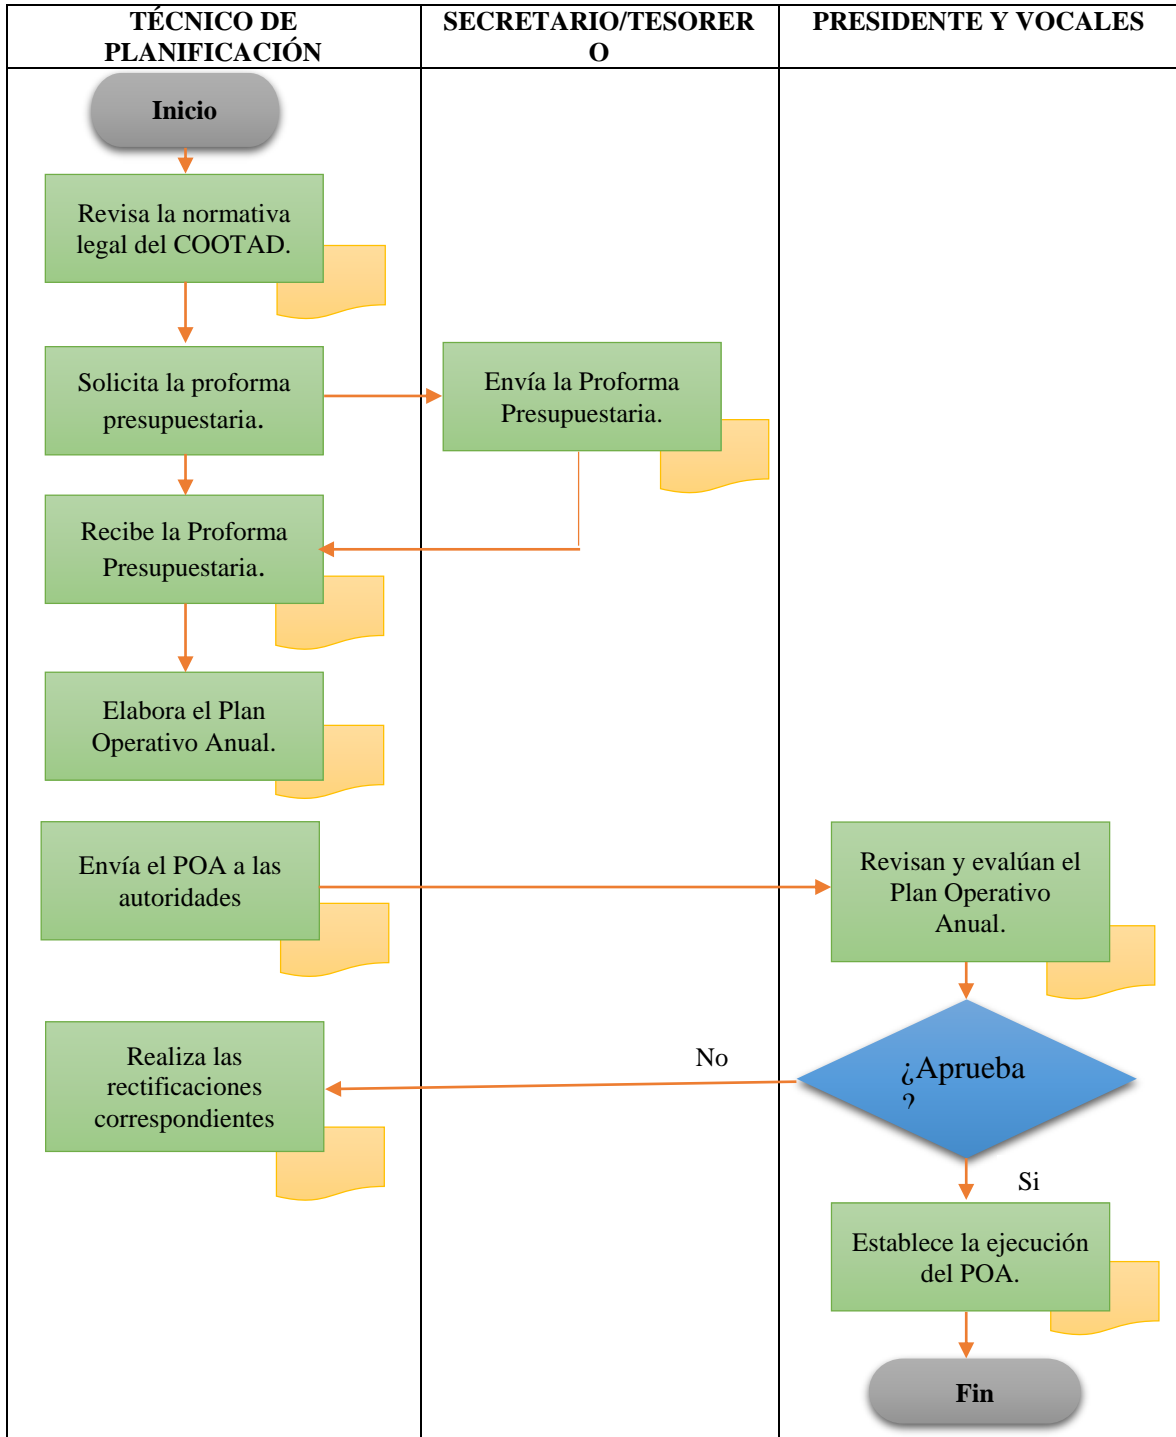 TÉCNICO DE
PLANIFICACIÓN
SECRETARIO/TESORER
O
PRESIDENTE Y VOCALES
Inicio
Revisa la normativa
legal del COOTAD.
Solicita la proforma
presupuestaria.
Envía la Proforma
Presupuestaria.
Recibe la Proforma
Presupuestaria.
Elabora el Plan
Operativo Anual.
Envía el POA a las
autoridades
Revisan y evalúan el
Plan Operativo
Anual.
¿Aprueba
?
No
Realiza las
rectificaciones
correspondientes
Si
Establece la ejecución
del POA.
Fin